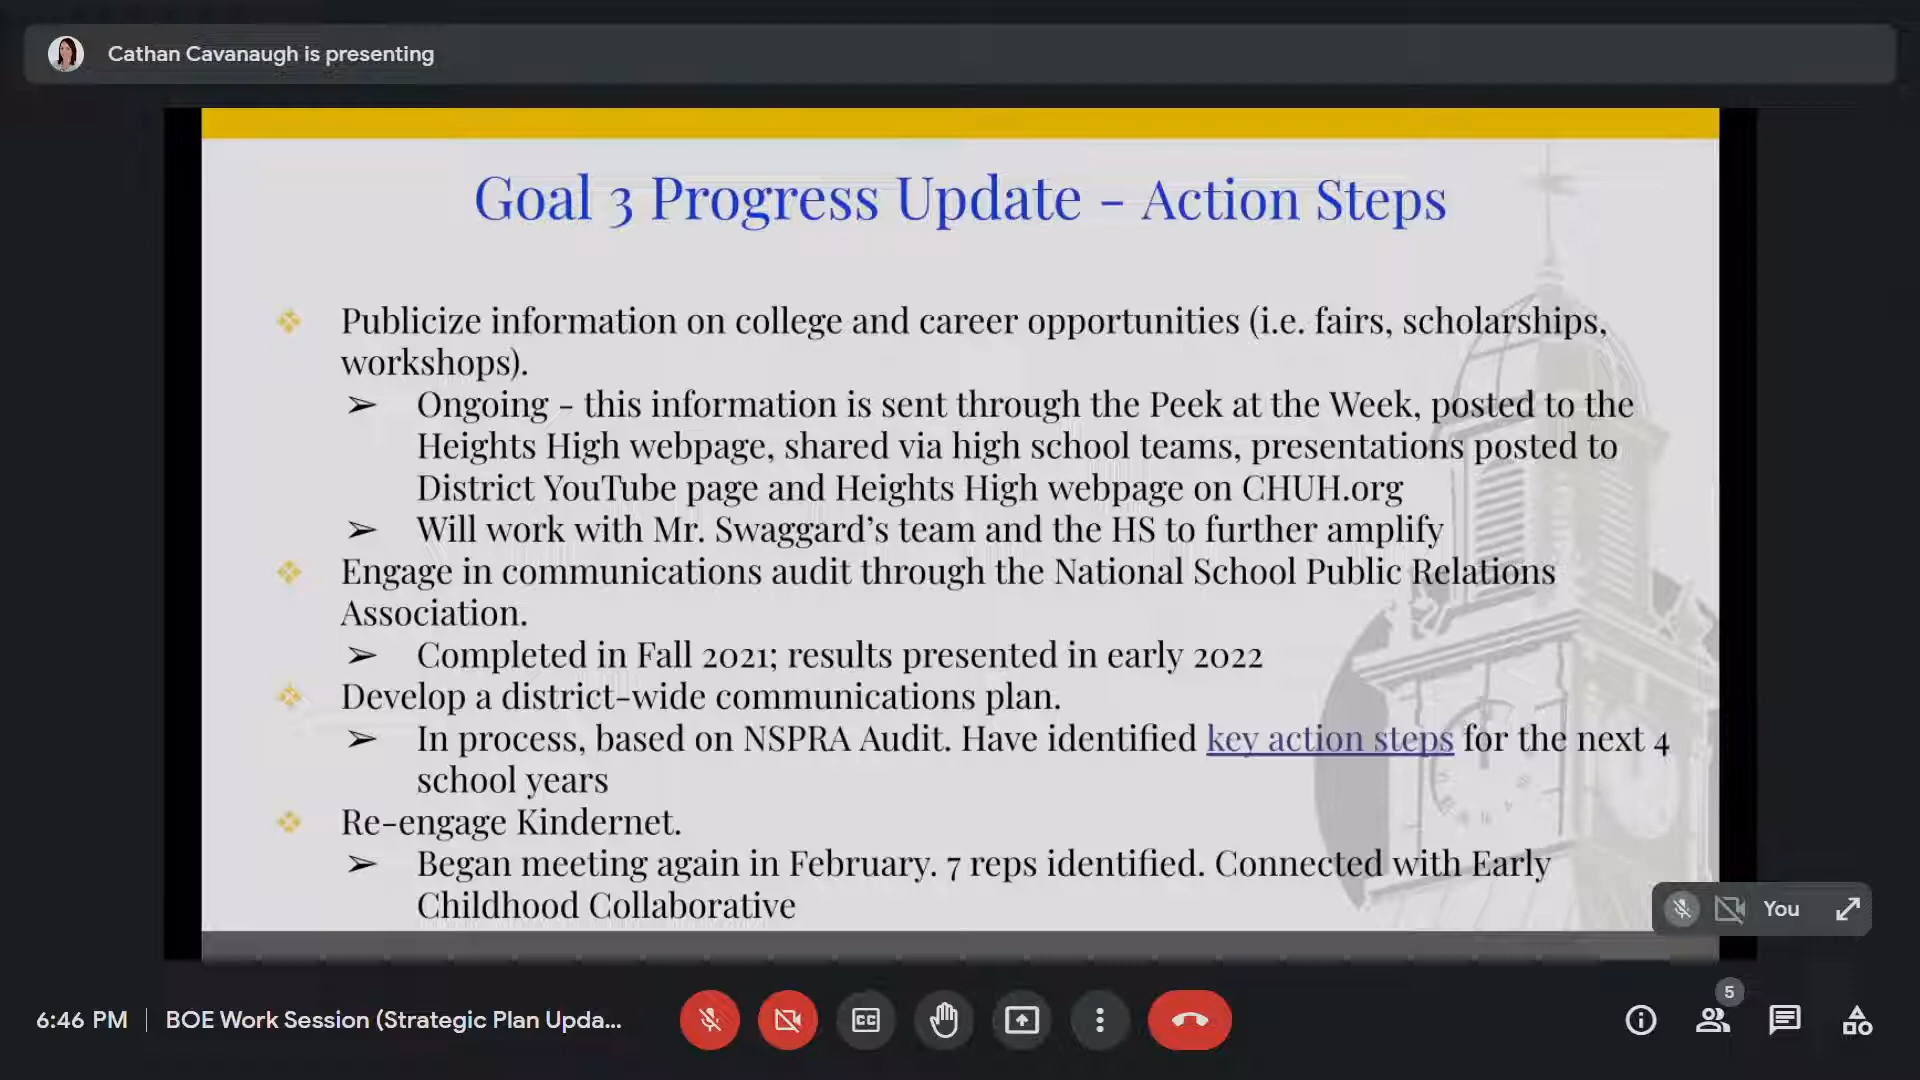 Cathan Cavanaugh is presenting
Goal 3 Progress Update - Action Steps
❖ Publicize information on college and career opportunities (i.e. fairs, scholarships,
workshops).
➢ Ongoing - this information is sent through the Peek at the Week, posted to the
Heights High webpage, shared via high school teams, presentations posted to
District YouTube page and Heights High webpage on CHUH.org
➢ Will work with Mr. Swaggard’s team and the HS to further amplify
❖ Engage in communications audit through the National School Public Relations
Association.
➢ Completed in Fall 2021; results presented in early 2022
❖ Develop a district-wide communications plan.
➢ In process, based on NSPRA Audit. Have identified key action steps for the next 4
school years
❖ Re-engage Kindernet.
➢ Began meeting again in February. 7 reps identified. Connected with Early
Childhood Collaborative
You
5
6:46 PM | BOE Work Session (Strategic Plan Upda...
CC